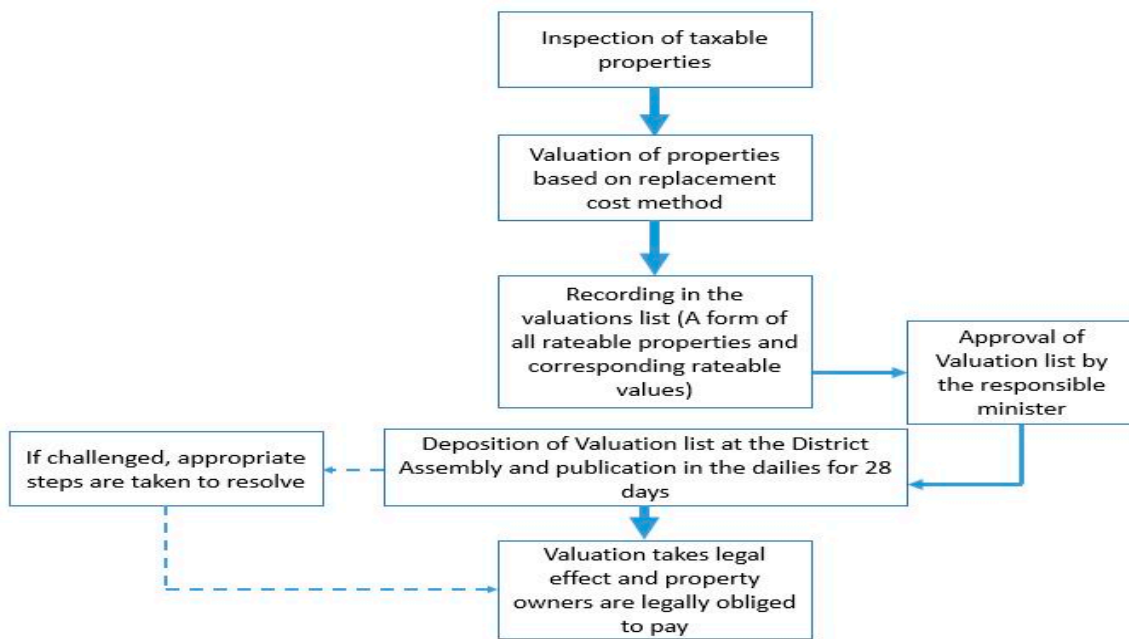 Inspection of taxable
properties
Valuation of properties
based on replacement
cost method
Recording in the
valuations list (A form of
all rateable properties and
corresponding rateable
values)
Approval of
Valuation list by
the responsible
minister
Deposition of Valuation list at the District
Assembly and publication in the dailies for 28
days
If challenged, appropriate
steps are taken to resolve
Valuation takes legal
effect and property
owners are legally obliged
to pay